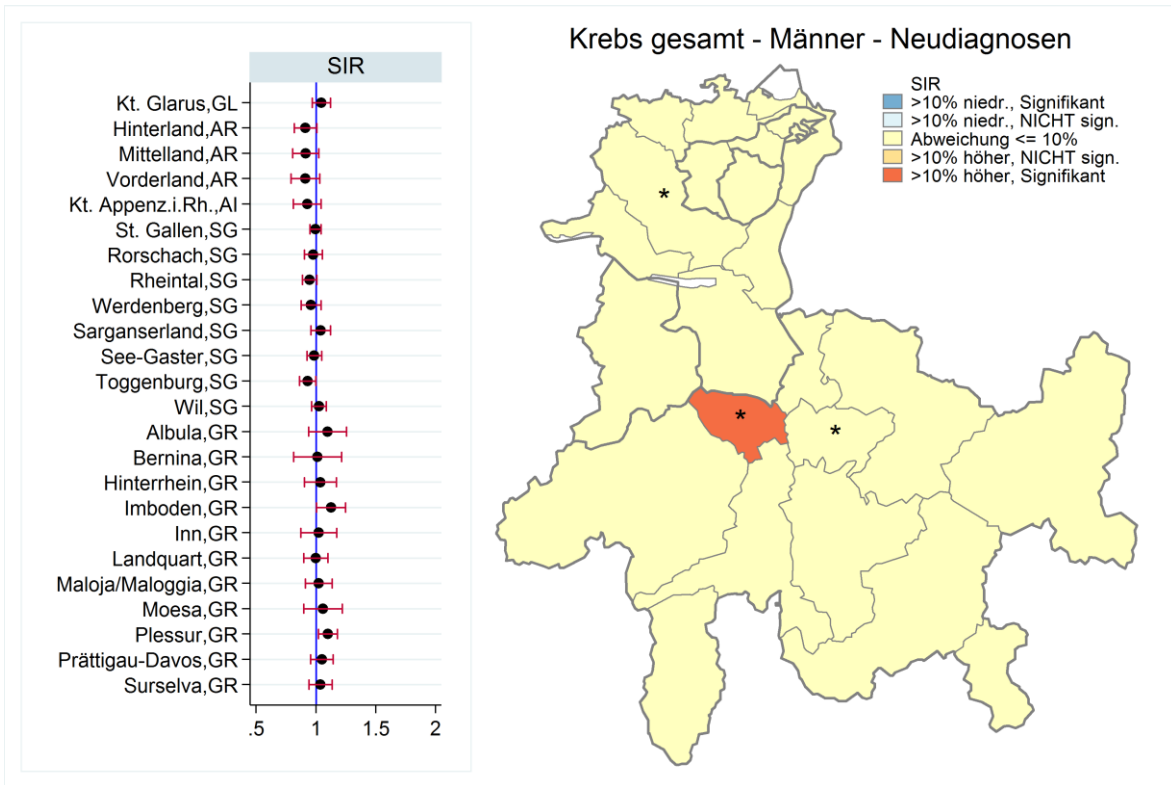 SIR
Kt. Glarus,GL
Hinterland,AR
Mittelland,AR
Vorderland,AR
Kt. Appenz.i.Rh.,AI
St. Gallen,SG
Rorschach,SG
Rheintal,SG
Werdenberg,SG
Sarganserland,SG
See-Gaster,SG
Toggenburg,SG
Wil,SG
Albula,GR
Bernina,GR
Hinterrhein,GR
Imboden,GR
Inn,GR
Landquart,GR
Maloja/Maloggia,GR
Moesa,GR
Plessur,GR
Prättigau-Davos,GR
Surselva,GR
.5 1 1.5 2
Krebs gesamt - Männer - Neudiagnosen
SIR
>10% niedr., Signifikant
>10% niedr., NICHT sign.
Abweichung <= 10%
>10% höher, NICHT sign.
>10% höher, Signifikant
*
*
*